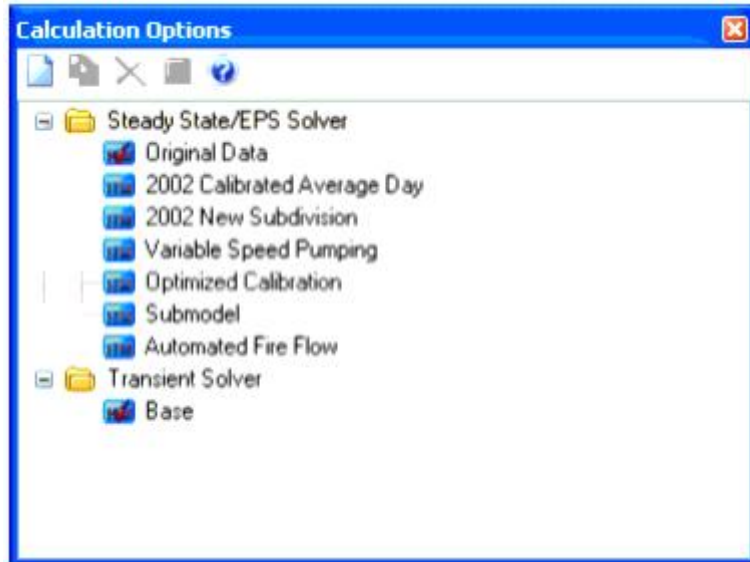 Calculation Options
Steady State/EPS Solver
Original Data
2002 Calibrated Average Day
2002 New Subdivision
Variable Speed Pumping
Optimized Calibration
Submodel
Automated Fire Flow
Transient Solver
Base